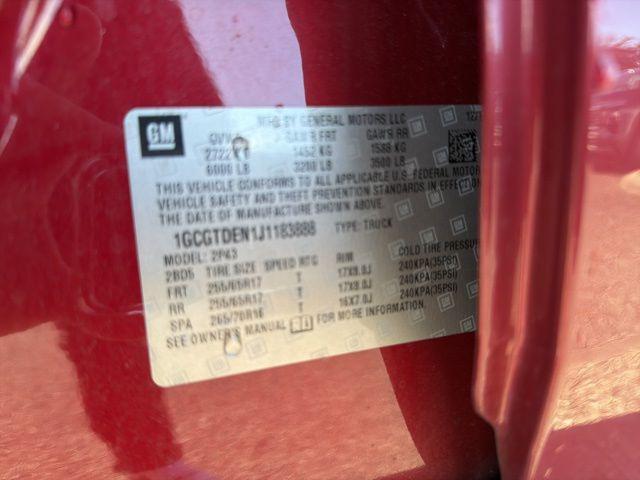 GM
MFG BY GENERAL MOTORS LLC 12/1
GVWR GAWR FRT GAWR RR
1452 KG 1588 KG
6000 LB 3200 LB 3500 LB
THIS VEHICLE CONFORMS TO ALL APPLICABLE U.S. FEDERAL MOTOR
VEHICLE SAFETY AND THEFT PREVENTION STANDARDS IN EFFECT ON THE
DATE OF MANUFACTURE SHOWN ABOVE.
1GCGTDEN1J1183888 TYPE: TRUCK
MODEL: 2P43
2BD5 TIRE SIZE SPEED RTG RIM COLD TIRE PRESSUR
FRT 255/65R17 T 17X8.0J 240KPA(35PSI)
RR 255/65R17 T 17X8.0J 240KPA(35PSI)
SPA 265/70R16 T 16X7.0J 240KPA(35PSI)
SEE OWNER'S MANUAL FOR MORE INFORMATION.